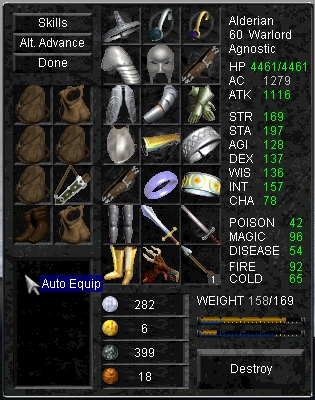 Skills
Alt. Advance
Done
Auto Equip
1
282
6
399
18
Alderian
60 Warlord
Agnostic
HP 4461/4461
AC 1279
ATK 1116
STR 169
STA 197
AGI 128
DEX 137
WIS 136
INT 157
CHA 78
POISON 42
MAGIC 96
DISEASE 54
FIRE 92
COLD 65
WEIGHT 158/169
Destroy